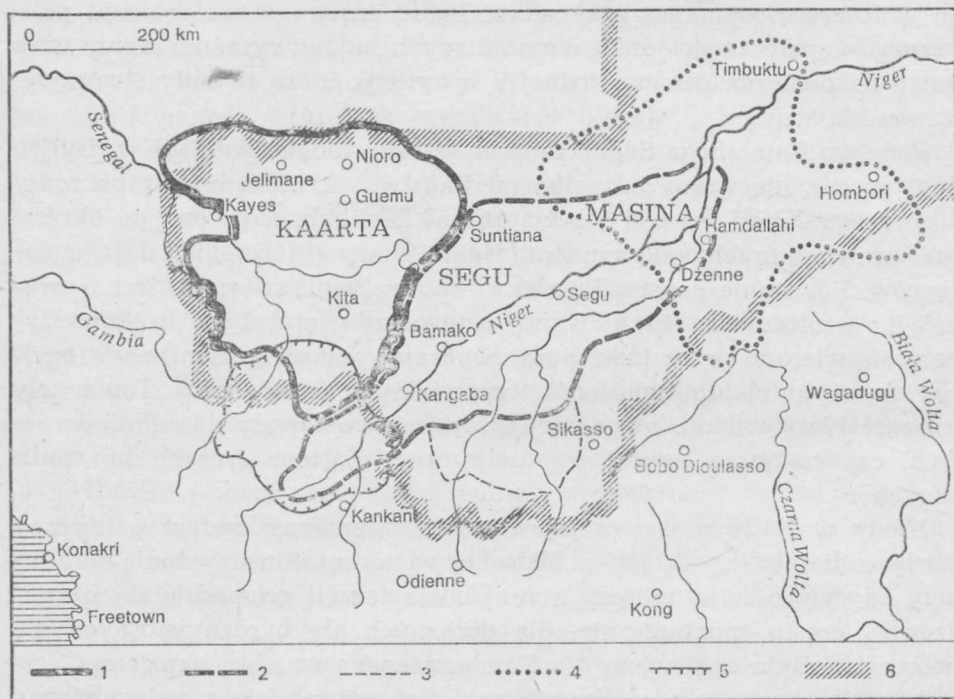 0 200 km
Timbuktu
Niger
Senegal
Nioro
Jelimane
Hombori
Guemu
Kayes
MASINA
KAARTA
Suntian
Hamdallahi
SEGU
Dżenne
Segu
Kita
Niger
Gambia
Bamako
Biała Wolta
Kangaba
Wagadugu
Sikasso
Bobo Dioulasso
Kankan
Czarna Wolta
Konakri
Odienne
Kong
Freetown
1 2 3 4 5 6